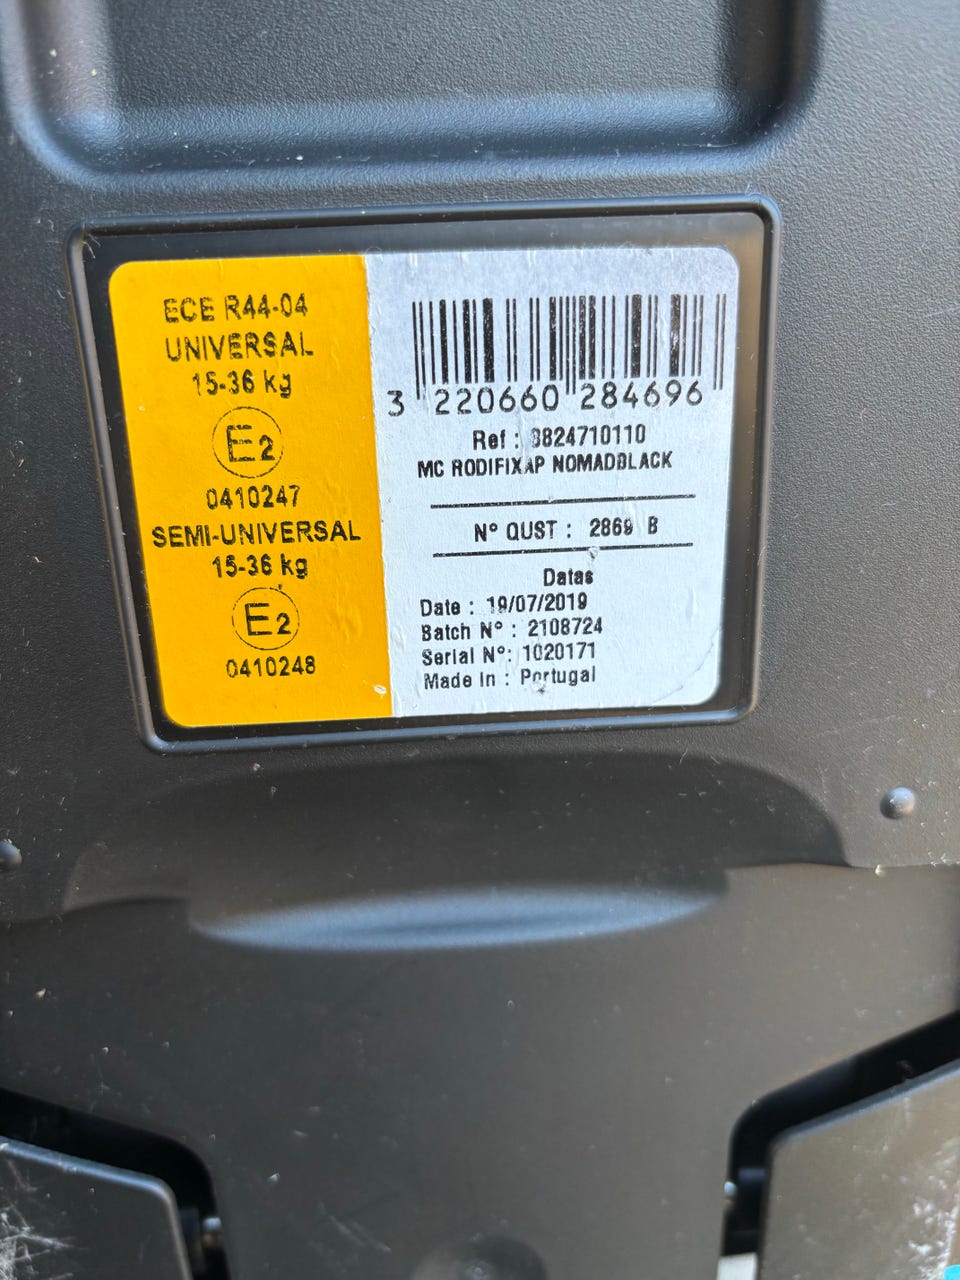 ECE R44-04
UNIVERSAL
15-36 kg
E2
0410247
SEMI-UNIVERSAL
15-36 kg
E2
0410248
3 220660 284696
Ref : 8824710110
MC RODIFIXAP NOMADBLACK
N° QUST : 2869 B
Datas
Date : 19/07/2019
Batch N° : 2108724
Serial N°: 1020171
Made in : Portugal